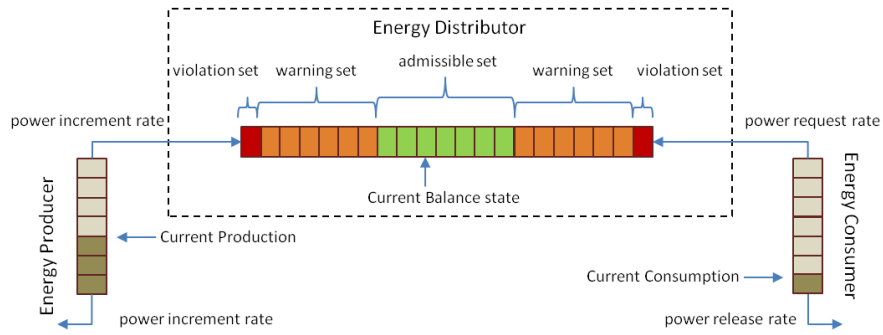 Energy Distributor
violation set
warning set
admissible set
warning set
violation set
power increment rate
power request rate
Current Balance state
Energy Producer
Current Production
Energy Consumer
Current Consumption
power increment rate
power release rate